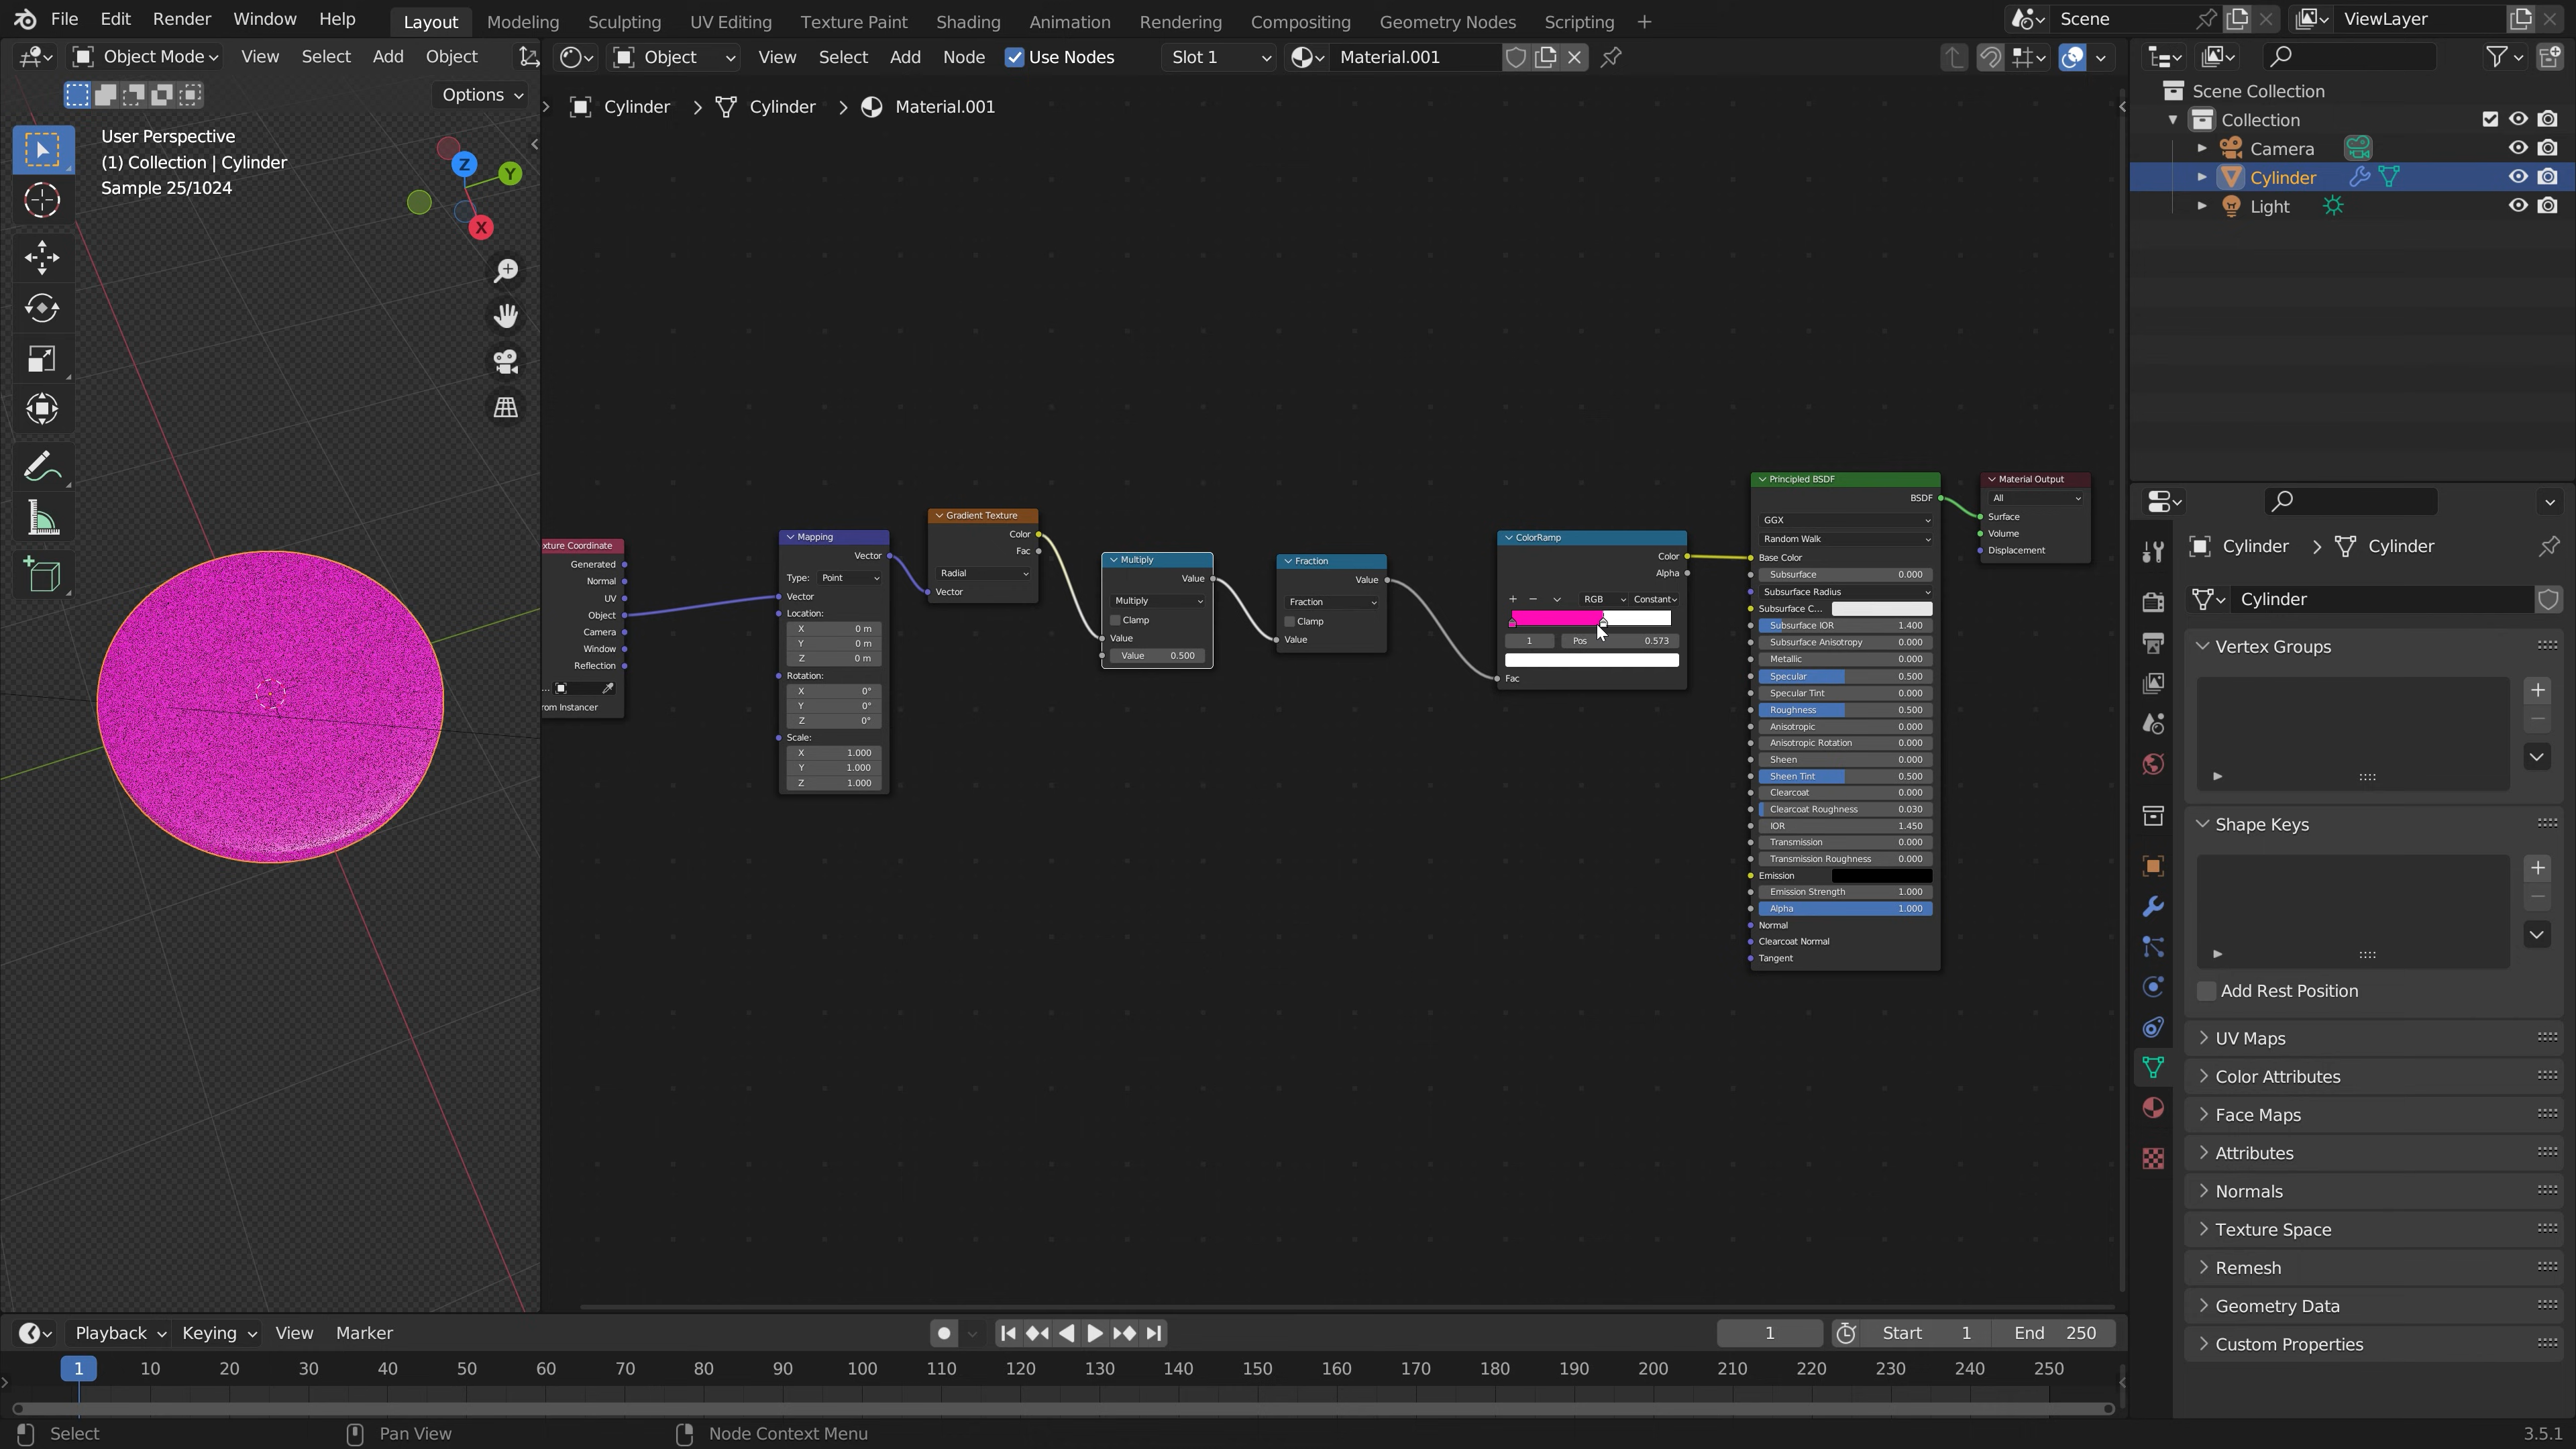 File Edit Render Window Help Layout Modeling Sculpting UV Editing Texture Paint Shading Animation Rendering Compositing Geometry Nodes Scripting + Scene ViewLayer
Object Mode View Select Add Object Object View Select Add Node Use Nodes Slot 1 Material.001
Options
Cylinder > Cylinder > Material.001
User Perspective
(1) Collection | Cylinder
Sample 25/1024
Z
Y
X
xture Coordinate
Generated
Normal
UV
Object
Camera
Window
Reflection
...
rom Instancer
Mapping
Vector
Type: Point
Vector
Location:
X 0 m
Y 0 m
Z 0 m
Rotation:
X 0°
Y 0°
Z 0°
Scale:
X 1.000
Y 1.000
Z 1.000
Gradient Texture
Color
Fac
Radial
Vector
Multiply
Value
Multiply
Clamp
Value
Value 0.500
Fraction
Value
Fraction
Clamp
Value
ColorRamp
Color
Alpha
+ − RGB Constant
1 Pos 0.573
Fac
Principled BSDF
BSDF
GGX
Random Walk
Base Color
Subsurface 0.000
Subsurface Radius
Subsurface C...
Subsurface IOR 1.400
Subsurface Anisotropy 0.000
Metallic 0.000
Specular 0.500
Specular Tint 0.000
Roughness 0.500
Anisotropic 0.000
Anisotropic Rotation 0.000
Sheen 0.000
Sheen Tint 0.500
Clearcoat 0.000
Clearcoat Roughness 0.030
IOR 1.450
Transmission 0.000
Transmission Roughness 0.000
Emission
Emission Strength 1.000
Alpha 1.000
Normal
Clearcoat Normal
Tangent
Material Output
All
Surface
Volume
Displacement
Scene Collection
Collection
Camera
Cylinder
Light
Cylinder > Cylinder
Cylinder
Vertex Groups
Shape Keys
Add Rest Position
UV Maps
Color Attributes
Face Maps
Attributes
Normals
Texture Space
Remesh
Geometry Data
Custom Properties
Playback Keying View Marker 1 Start 1 End 250
1 10 20 30 40 50 60 70 80 90 100 110 120 130 140 150 160 170 180 190 200 210 220 230 240 250
Select Pan View Node Context Menu 3.5.1